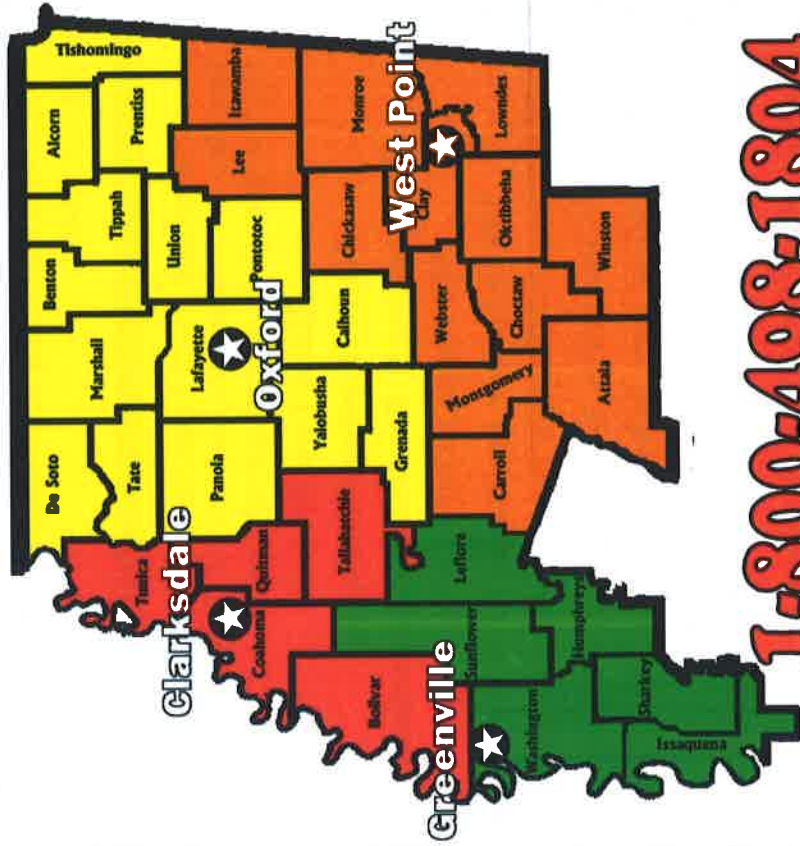 Tishomingo
Alcorn
Prentiss
Tippah
Benton
Marshall
De Soto
Tate
Tunica
Itawamba
Lee
Union
Pontotoc
Lafayette
Oxford
Panola
Clarksdale
Quitman
Coahoma
Monroe
Chickasaw
Calhoun
Yalobusha
Tallahatchie
Bolivar
West Point
Clay
Lowndes
Oktibbeha
Webster
Choctaw
Montgomery
Grenada
Carroll
Leflore
Sunflower
Greenville
Washington
Winston
Attala
Humphreys
Sharkey
Issaquena
1-800-498-1804